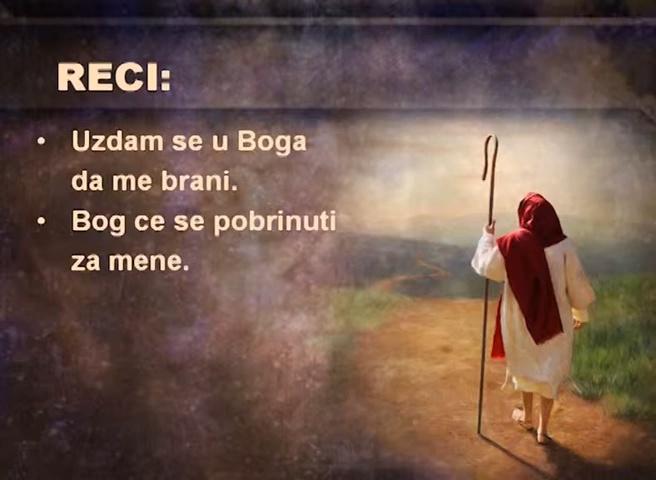 RECI:
• Uzdam se u Boga
da me brani.
• Bog ce se pobrinuti
za mene.